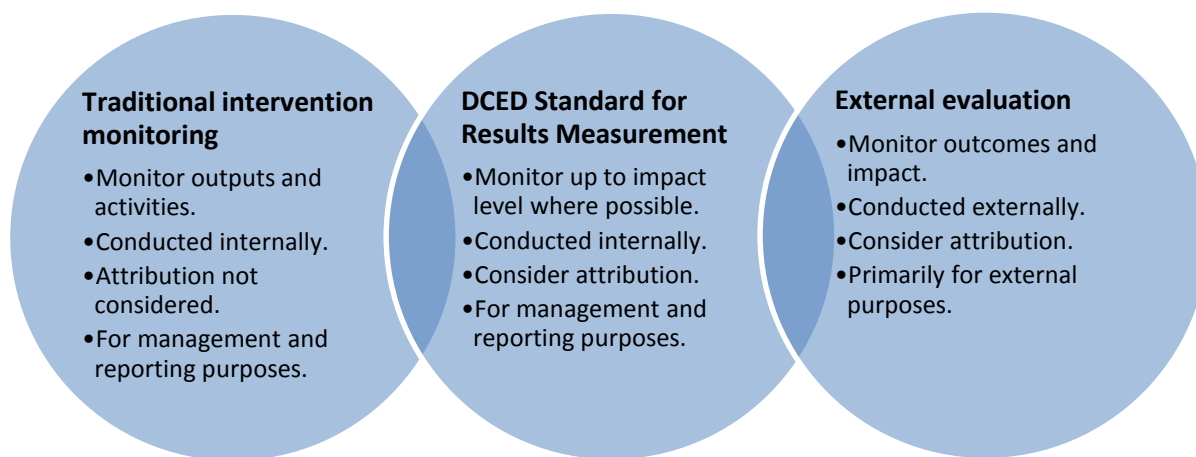 Traditional intervention
monitoring
•Monitor outputs and
activities.
•Conducted internally.
•Attribution not
considered.
•For management and
reporting purposes.
DCED Standard for
Results Measurement
•Monitor up to impact
level where possible.
•Conducted internally.
•Consider attribution.
•For management and
reporting purposes.
External evaluation
•Monitor outcomes and
impact.
•Conducted externally.
•Consider attribution.
•Primarily for external
purposes.